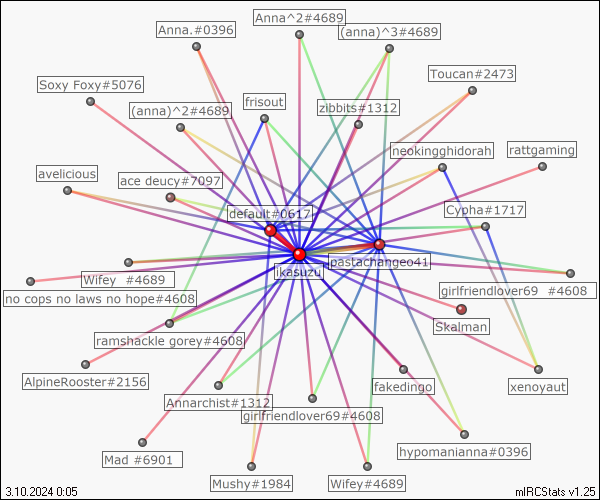 Anna^2#4689
Anna.#0396
(anna)^3#4689
Toucan#2473
Soxy Foxy#5076
frisout
zibbits#1312
(anna)^2#4689
neokingghidorah
rattgaming
avelicious
ace deucy#7097
default#0617
Cypha#1717
pastachangeo41
ikasuzu
Wifey  #4689
girlfriendlover69  #4608
no cops no laws no hope#4608
Skalman
ramshackle gorey#4608
AlpineRooster#2156
fakedingo
xenoyaut
Annarchist#1312
girlfriendlover69#4608
hypomanianna#0396
Mad #6901
Mushy#1984
Wifey#4689
3.10.2024 0:05
mIRCStats v1.25